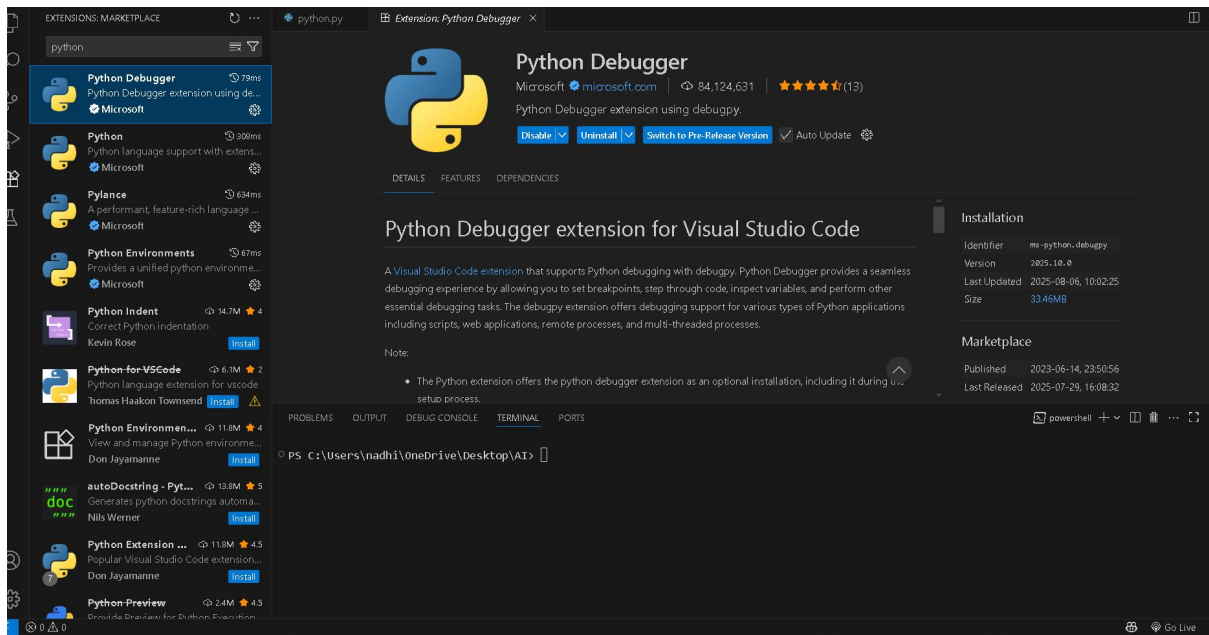 EXTENSIONS: MARKETPLACE
python
Python Debugger 79ms
Python Debugger extension using de...
Microsoft
Python 308ms
Python language support with extens...
Microsoft
Pylance 634ms
A performant, feature-rich language ...
Microsoft
Python Environments 67ms
Provides a unified python environme...
Microsoft
Python Indent 14.7M 4
Correct Python indentation
Kevin Rose Install
Python for VSCode 6.1M 2
Python language extension for vscode
Thomas Haakon Townsend Install
Python Environmen... 11.8M 4
View and manage Python environme...
Don Jayamanne Install
autoDocstring - Pyt... 13.8M 5
Generates python docstrings automa...
Nils Werner Install
""" doc """
Python Extension ... 11.8M 4.5
Popular Visual Studio Code extension...
Don Jayamanne Install
7
Python Preview 2.4M 4.5
Provide Preview for Python Execution
python.py Extension: Python Debugger
Python Debugger
Microsoft microsoft.com 84,124,631 (13)
Python Debugger extension using debugpy.
Disable Uninstall Switch to Pre-Release Version Auto Update
DETAILS FEATURES DEPENDENCIES
Python Debugger extension for Visual Studio Code
A Visual Studio Code extension that supports Python debugging with debugpy. Python Debugger provides a seamless
debugging experience by allowing you to set breakpoints, step through code, inspect variables, and perform other
essential debugging tasks. The debugpy extension offers debugging support for various types of Python applications
including scripts, web applications, remote processes, and multi-threaded processes.
Note:
• The Python extension offers the python debugger extension as an optional installation, including it during
setup process.
Installation
Identifier ms-python.debugpy
Version 2025.10.0
Last Updated 2025-08-06, 10:02:25
Size 33.46MB
Marketplace
Published 2023-06-14, 23:50:56
Last Released 2025-07-29, 16:08:32
PROBLEMS OUTPUT DEBUG CONSOLE TERMINAL PORTS
powershell
PS C:\Users\nadhi\OneDrive\Desktop\AI>
0 0
Go Live